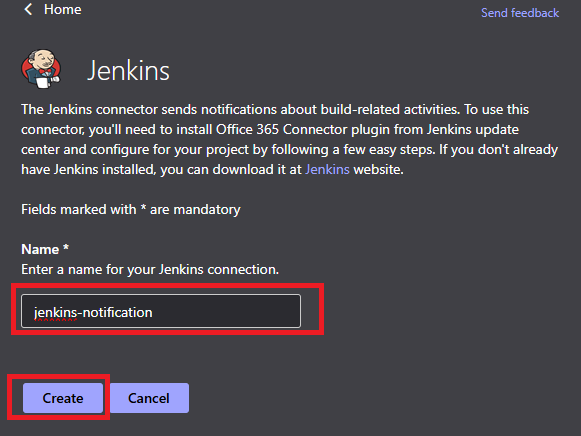 Home
Send feedback
Jenkins
The Jenkins connector sends notifications about build-related activities. To use this
connector, you'll need to install Office 365 Connector plugin from Jenkins update
center and configure for your project by following a few easy steps. If you don't already
have Jenkins installed, you can download it at Jenkins website.
Fields marked with * are mandatory
Name *
Enter a name for your Jenkins connection.
jenkins-notification
Create Cancel